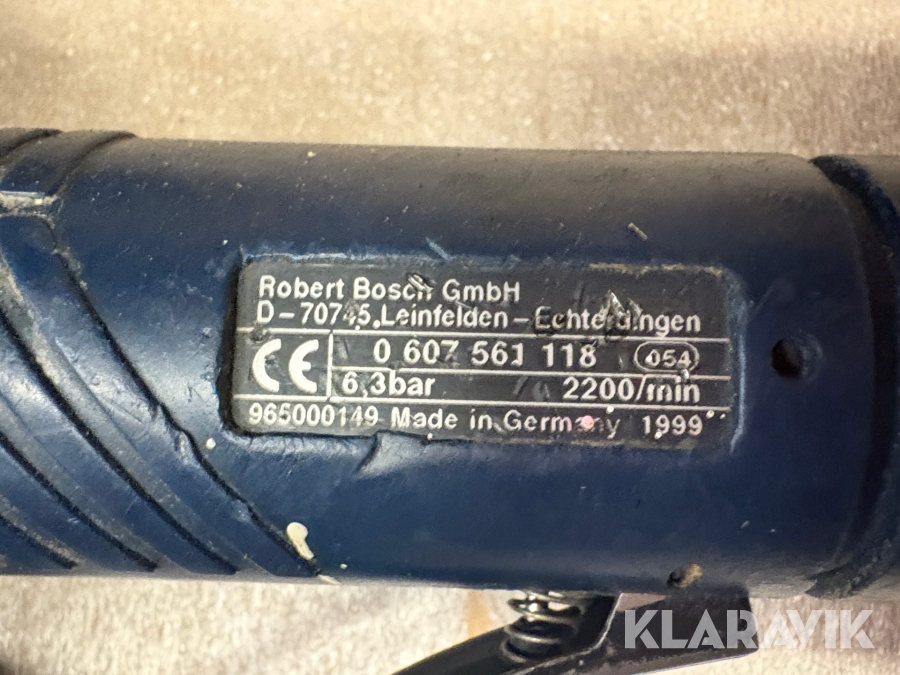 Robert Bosch GmbH
D-70745 Leinfelden-Echterdingen
CE 0 607 561 118 054
6,3bar 2200/min
965000149 Made in Germany 1999
KLARAVIK